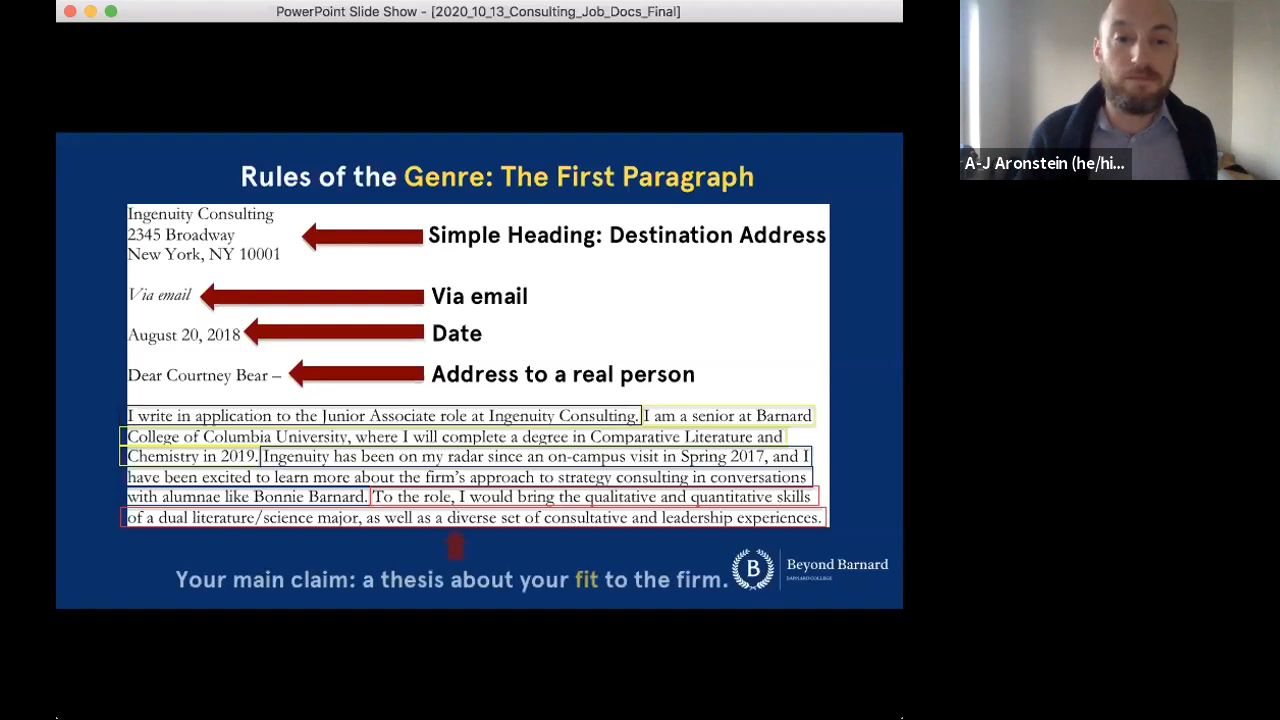 PowerPoint Slide Show - [2020_10_13_Consulting_Job_Docs_Final]
A-J Aronstein (he/hi...
Rules of the Genre: The First Paragraph
Ingenuity Consulting
2345 Broadway
New York, NY 10001
Simple Heading: Destination Address
Via email
Via email
August 20, 2018
Date
Dear Courtney Bear –
Address to a real person
I write in application to the Junior Associate role at Ingenuity Consulting. I am a senior at Barnard
College of Columbia University, where I will complete a degree in Comparative Literature and
Chemistry in 2019. Ingenuity has been on my radar since an on-campus visit in Spring 2017, and I
have been excited to learn more about the firm's approach to strategy consulting in conversations
with alumnae like Bonnie Barnard. To the role, I would bring the qualitative and quantitative skills
of a dual literature/science major, as well as a diverse set of consultative and leadership experiences.
Your main claim: a thesis about your fit to the firm.
B
Beyond Barnard
BARNARD COLLEGE